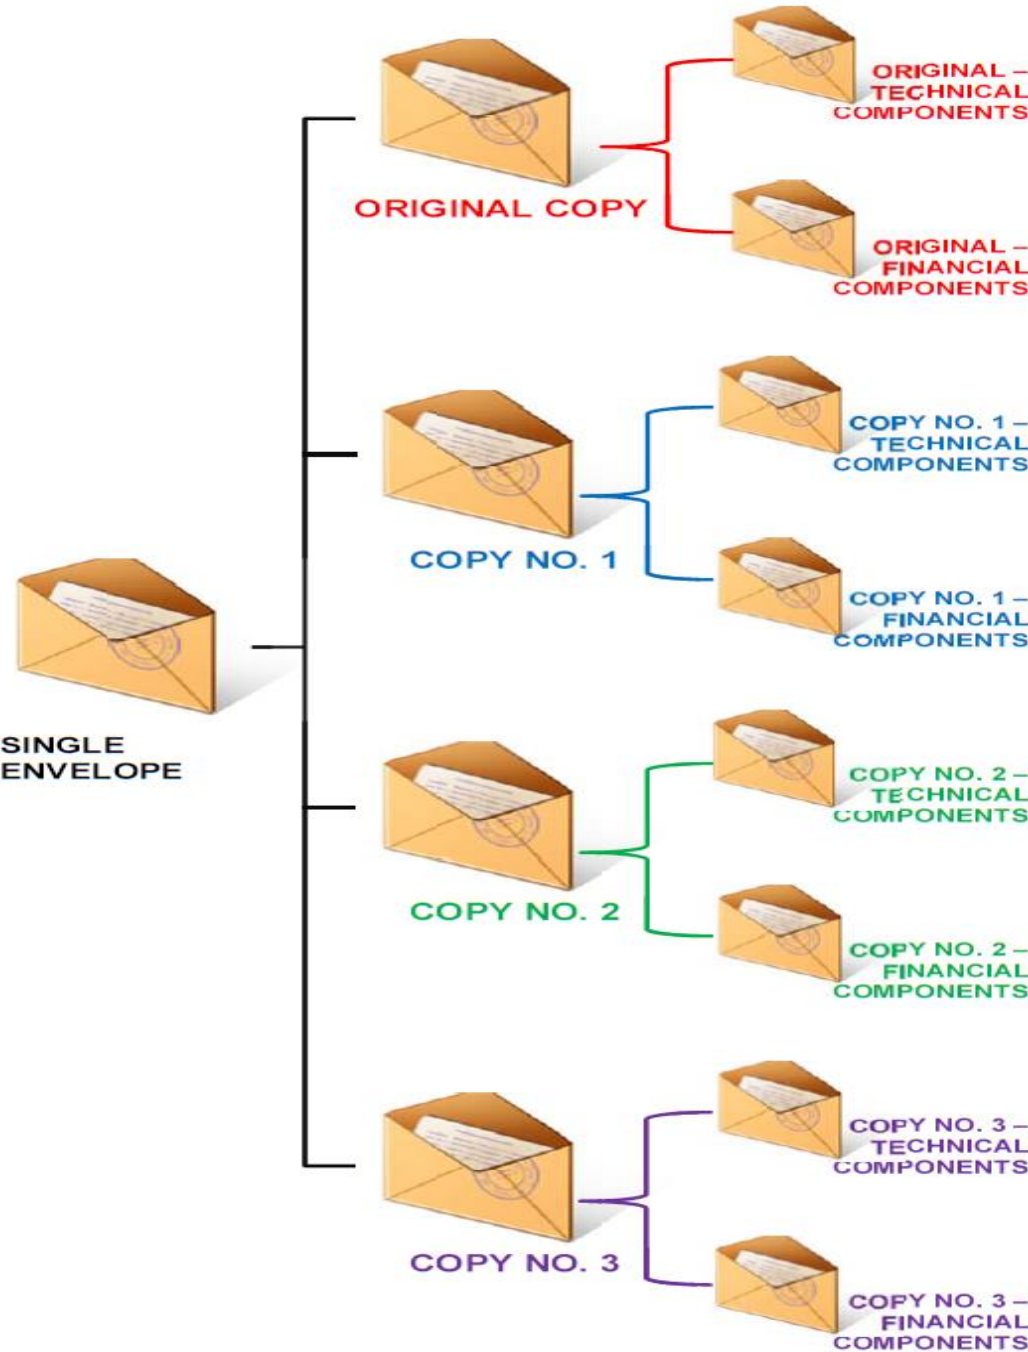 ORIGINAL –
TECHNICAL
COMPONENTS
ORIGINAL COPY
ORIGINAL –
FINANCIAL
COMPONENTS
COPY NO. 1 –
TECHNICAL
COMPONENTS
COPY NO. 1
COPY NO. 1 –
FINANCIAL
COMPONENTS
SINGLE
ENVELOPE
COPY NO. 2 –
TECHNICAL
COMPONENTS
COPY NO. 2
COPY NO. 2 –
FINANCIAL
COMPONENTS
COPY NO. 3 –
TECHNICAL
COMPONENTS
COPY NO. 3
COPY NO. 3 –
FINANCIAL
COMPONENTS